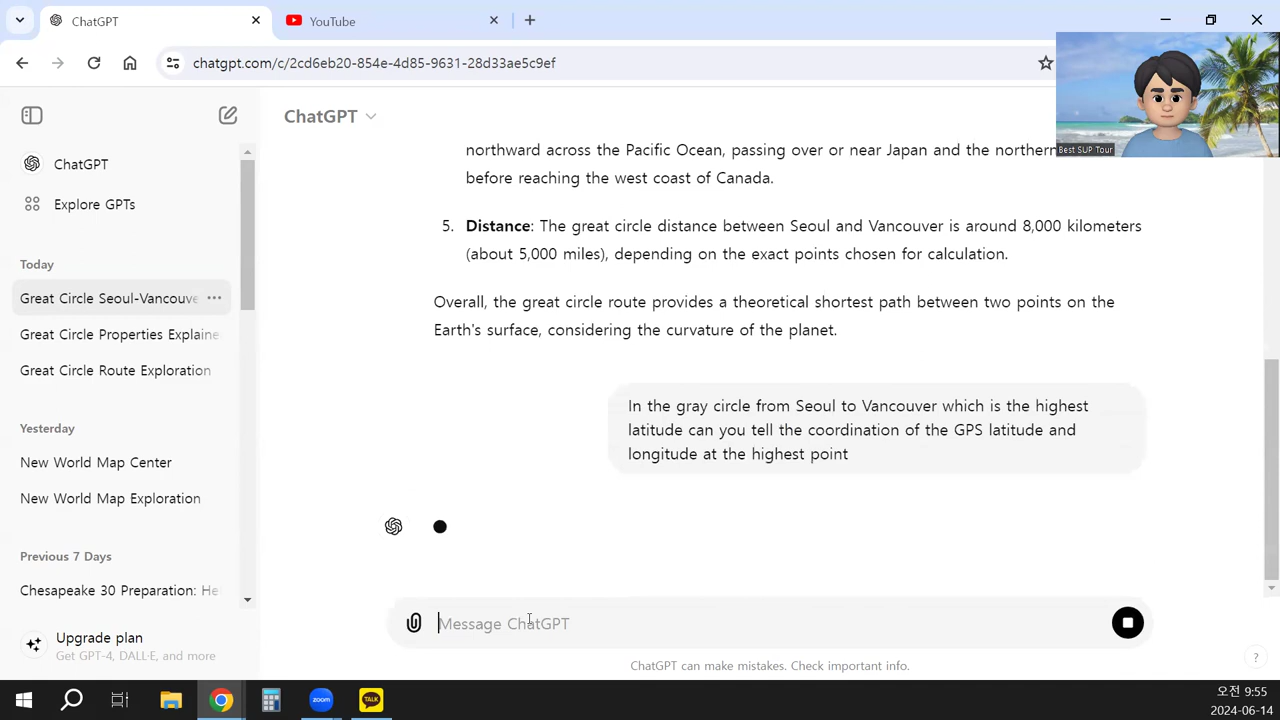 ChatGPT
YouTube
chatgpt.com/c/2cd6eb20-854e-4d85-9631-28d33ae5c9ef
Best SUP Tour
ChatGPT
ChatGPT
Explore GPTs
Today
Great Circle Seoul-Vancouve
Great Circle Properties Explaine
Great Circle Route Exploration
Yesterday
New World Map Center
New World Map Exploration
Previous 7 Days
Chesapeake 30 Preparation: He
Upgrade plan
Get GPT-4, DALL·E, and more
northward across the Pacific Ocean, passing over or near Japan and the northern
before reaching the west coast of Canada.
5. Distance: The great circle distance between Seoul and Vancouver is around 8,000 kilometers
(about 5,000 miles), depending on the exact points chosen for calculation.
Overall, the great circle route provides a theoretical shortest path between two points on the
Earth's surface, considering the curvature of the planet.
In the gray circle from Seoul to Vancouver which is the highest
latitude can you tell the coordination of the GPS latitude and
longitude at the highest point
Message ChatGPT
ChatGPT can make mistakes. Check important info.
?
zoom
TALK
오전 9:55
2024-06-14